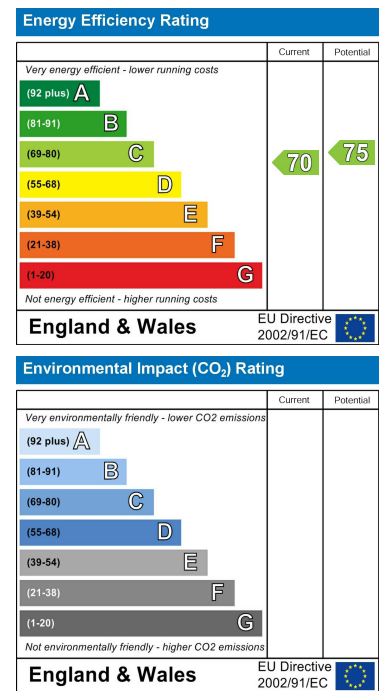 Energy Efficiency Rating
Current Potential
Very energy efficient - lower running costs
(92 plus) A
(81-91) B
(69-80) C
70 75
(55-68) D
(39-54) E
(21-38) F
(1-20) G
Not energy efficient - higher running costs
England & Wales
EU Directive
2002/91/EC
Environmental Impact (CO₂) Rating
Current Potential
Very environmentally friendly - lower CO2 emissions
(92 plus) A
(81-91) B
(69-80) C
(55-68) D
(39-54) E
(21-38) F
(1-20) G
Not environmentally friendly - higher CO2 emissions
England & Wales
EU Directive
2002/91/EC